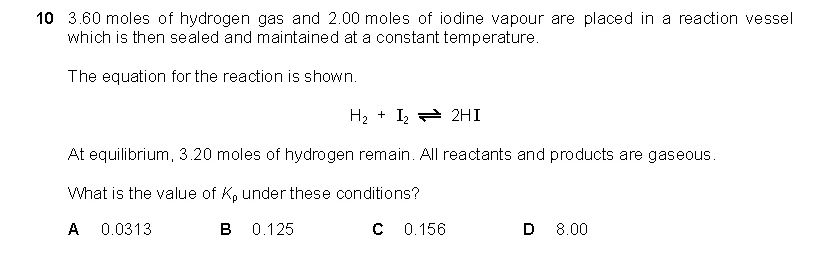 10 3.60 moles of hydrogen gas and 2.00 moles of iodine vapour are placed in a reaction vessel
which is then sealed and maintained at a constant temperature.
The equation for the reaction is shown.
H₂ + I₂ ⇌ 2HI
At equilibrium, 3.20 moles of hydrogen remain. All reactants and products are gaseous.
What is the value of Kₚ under these conditions?
A 0.0313 B 0.125 C 0.156 D 8.00